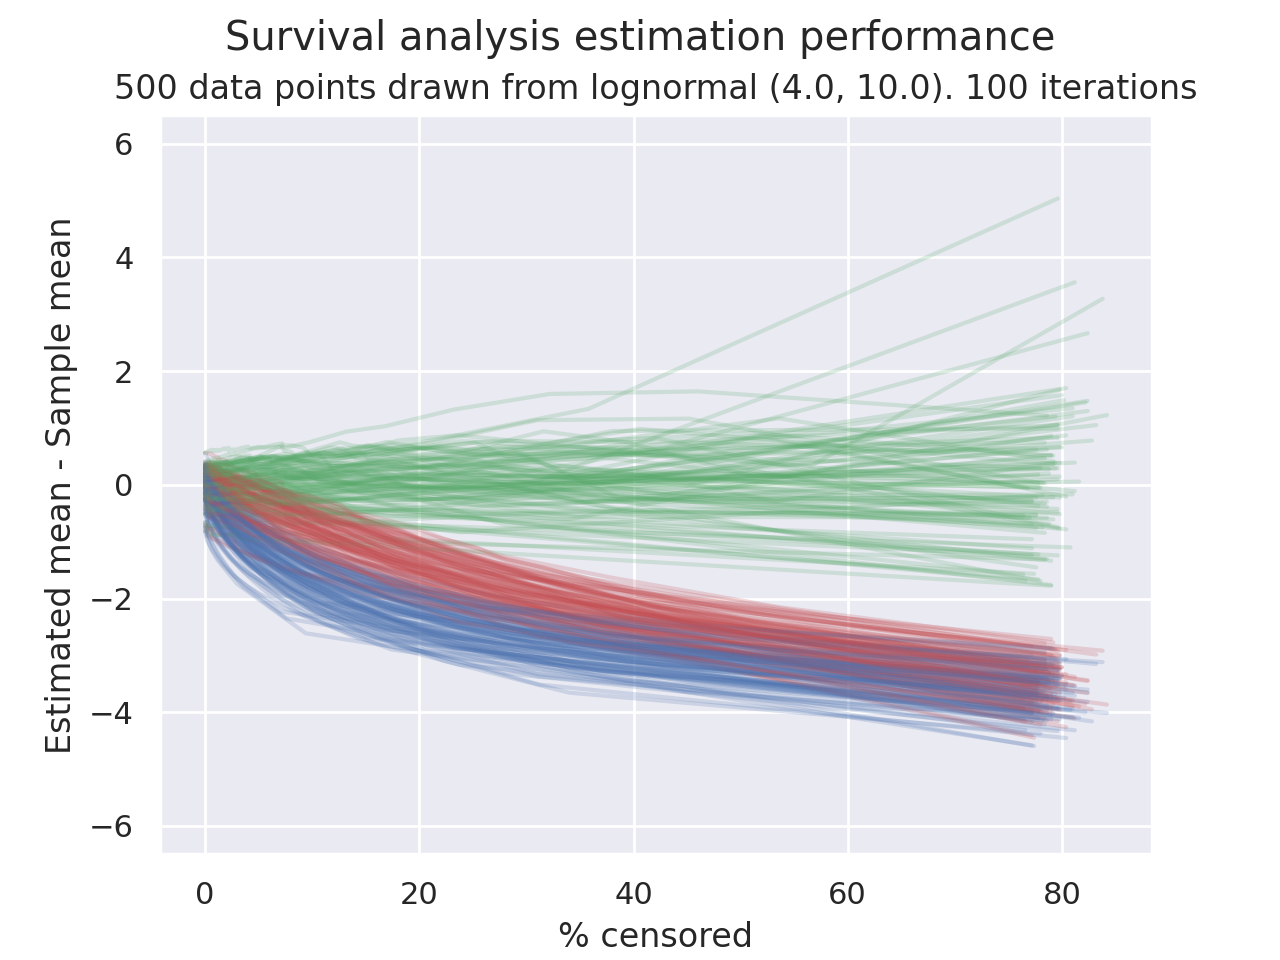 Survival analysis estimation performance
500 data points drawn from lognormal (4.0, 10.0). 100 iterations
6
4
2
0
−2
−4
−6
Estimated mean - Sample mean
0 20 40 60 80
% censored